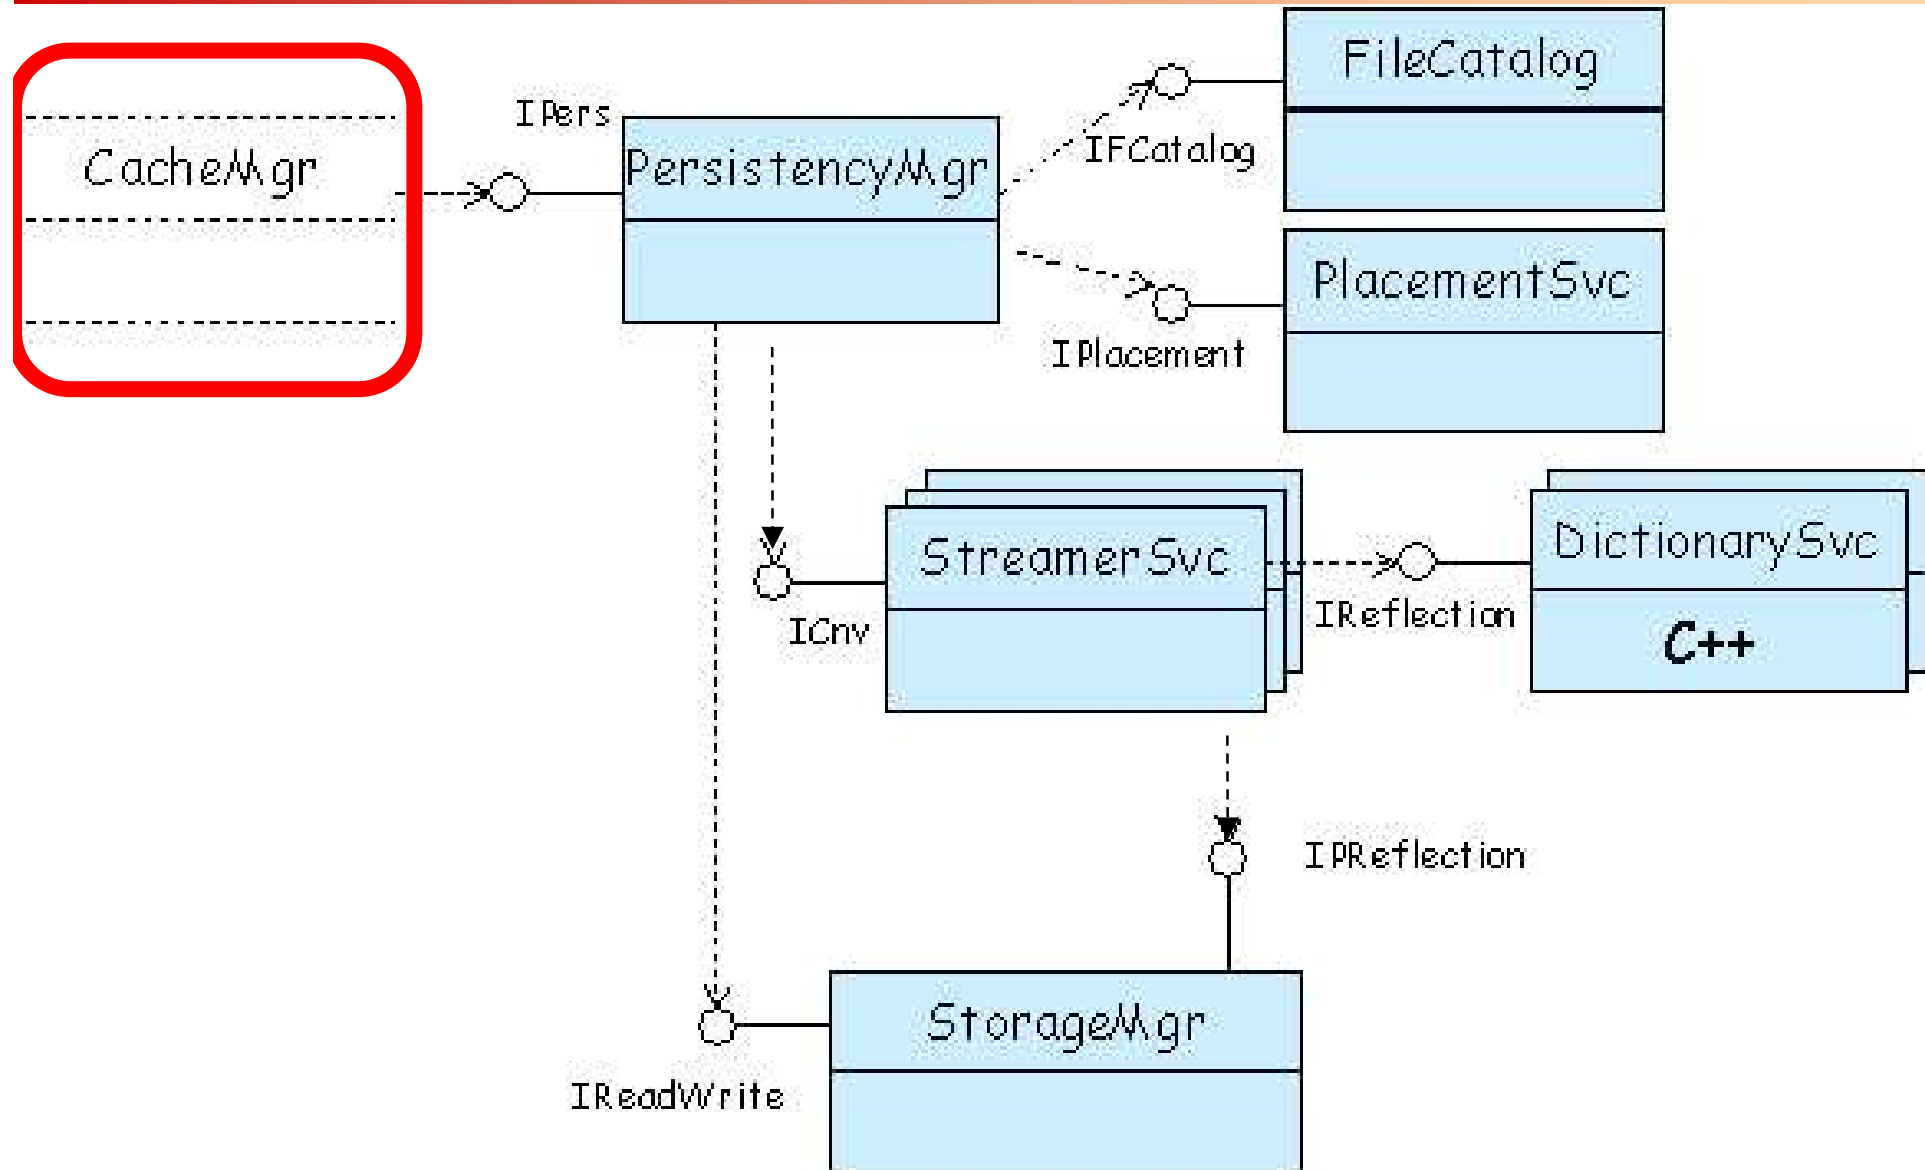 FileCatalog
IPers
CacheMgr
PersistencyMgr
IFCatalog
PlacementSvc
IPlacement
StreamerSvc
DictionarySvc
ICnv
IReflection
C++
IPReflection
StorageMgr
IReadWrite